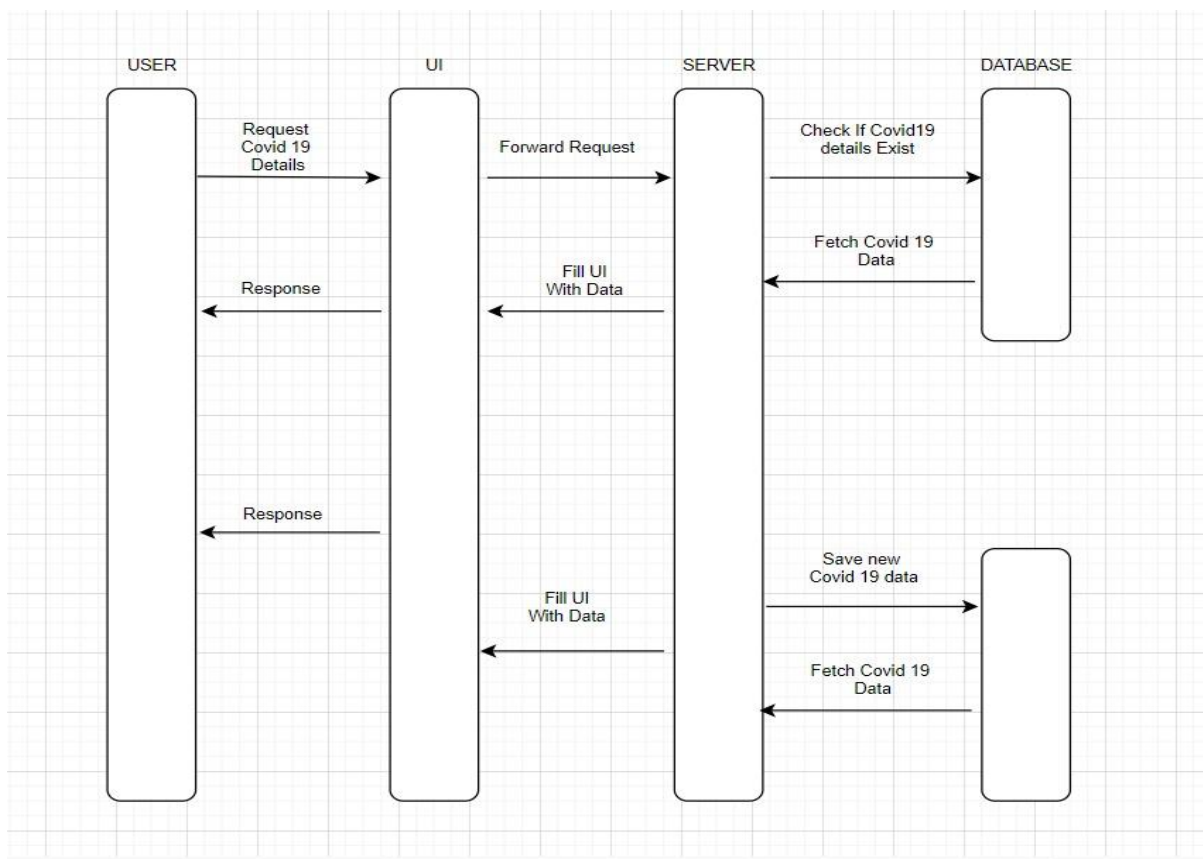 USER
UI
SERVER
DATABASE
Request
Covid 19
Details
Forward Request
Check If Covid19
details Exist
Fetch Covid 19
Data
Fill UI
With Data
Response
Response
Save new
Covid 19 data
Fill UI
With Data
Fetch Covid 19
Data